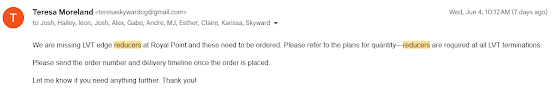 Teresa Moreland <teresaskywardcg@gmail.com>
Wed, Jun 4, 10:12 AM (7 days ago)
to Josh, Hailey, leon, Josh, Alex, Gabe, Andre, MJ, Esther, Claire, Karissa, Skyward
We are missing LVT edge reducers at Royal Point and these need to be ordered. Please refer to the plans for quantity—reducers are required at all LVT terminations.
Please send the order number and delivery timeline once the order is placed.
Let me know if you need anything further. Thank you!
T